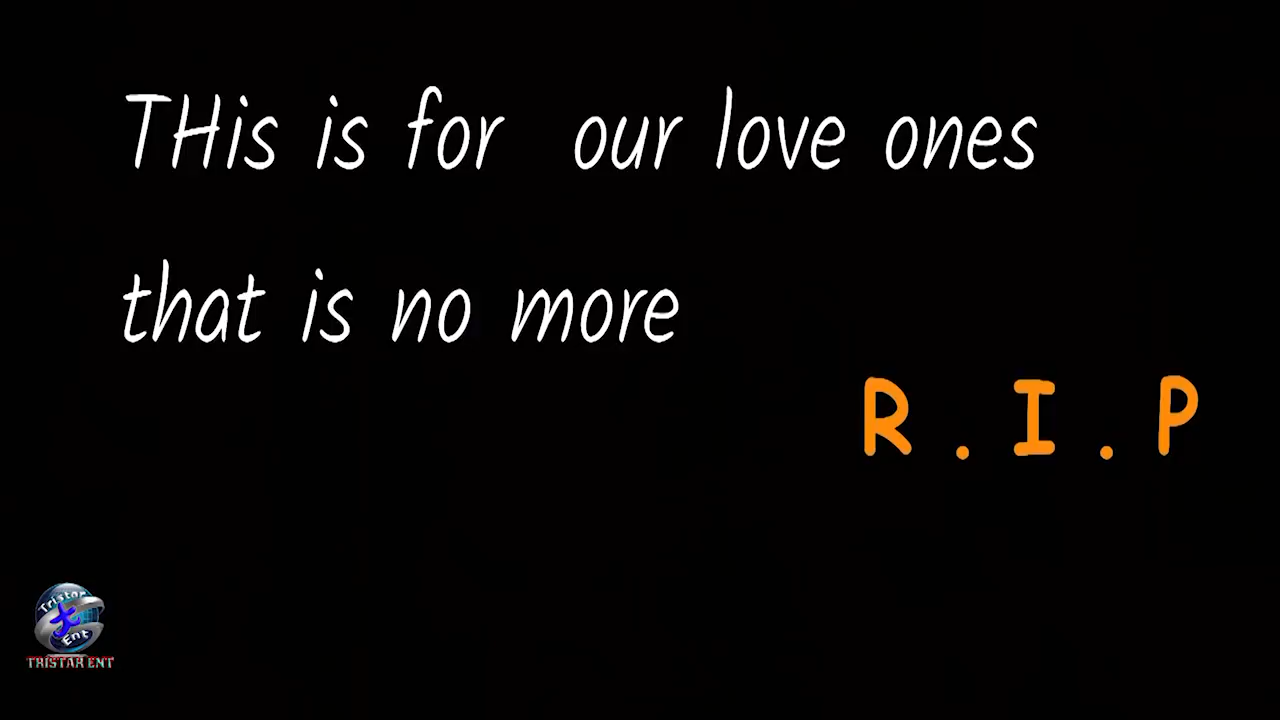 THis is for our love ones
that is no more
R . I . P
Tristar
Ent
TRISTAR ENT